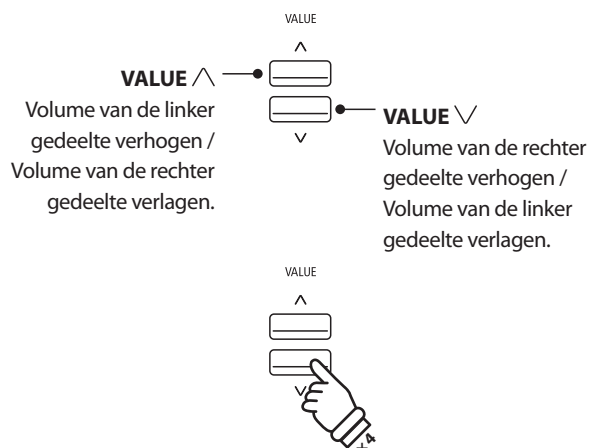 VALUE
VALUE ∧
Volume van de linker
gedeelte verhogen /
Volume van de rechter
gedeelte verlagen.
VALUE ∨
Volume van de rechter
gedeelte verhogen /
Volume van de linker
gedeelte verlagen.
VALUE
×4